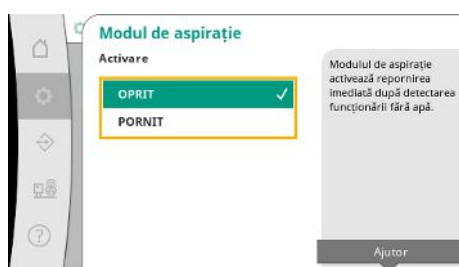 Modul de aspirație
Activare
OPRIT
PORNIT
Modulul de aspirație
activează repornirea
imediată după detectarea
funcționării fără apă.
Ajutor